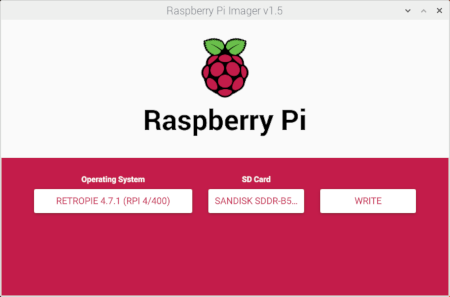 Raspberry Pi Imager v1.5
Raspberry Pi
Operating System
SD Card
RETROPIE 4.7.1 (RPI 4/400)
SANDISK SDDR-B5...
WRITE